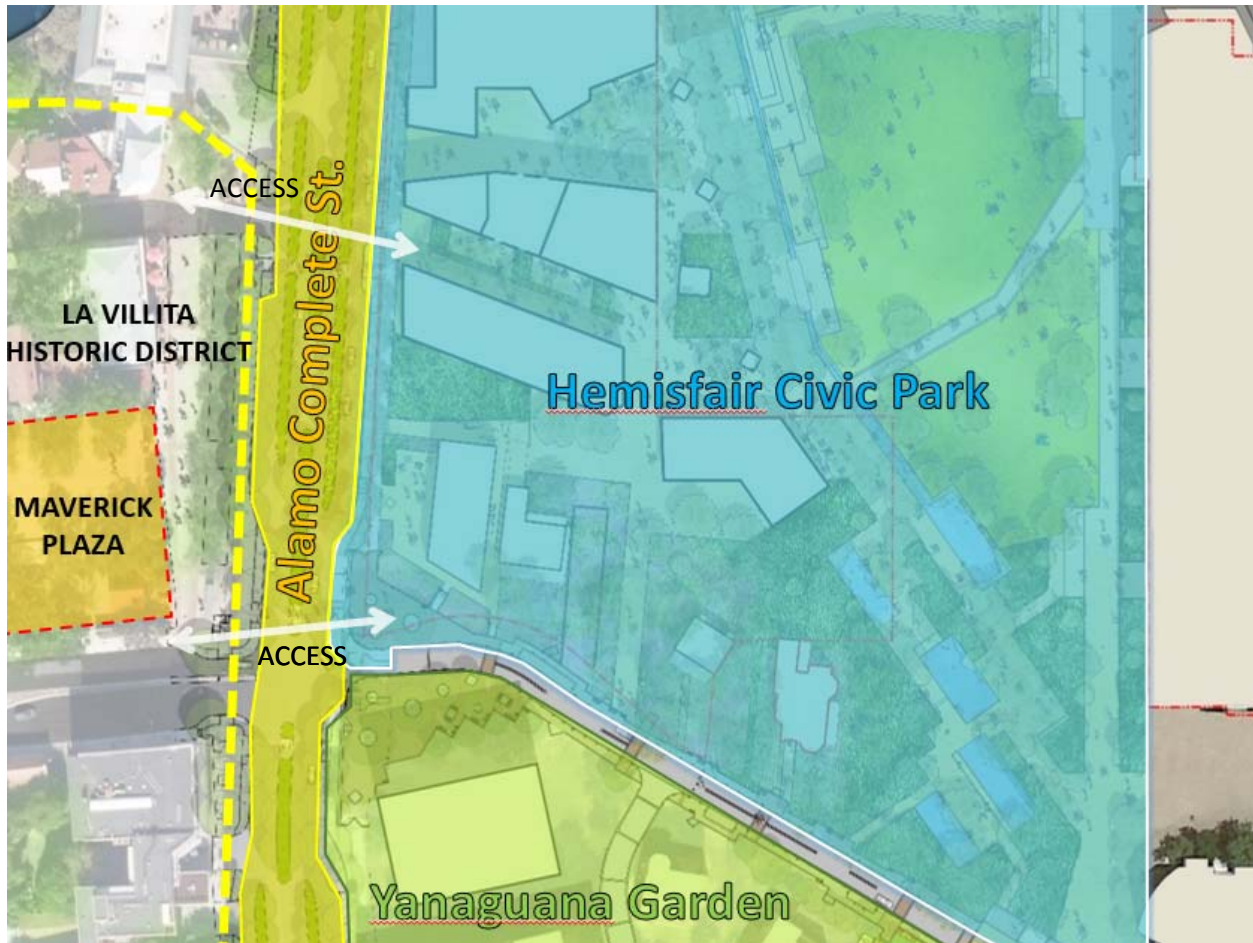 ACCESS
Alamo Complete St.
LA VILLITA
HISTORIC DISTRICT
Hemisfair Civic Park
MAVERICK
PLAZA
ACCESS
Yanaguana Garden